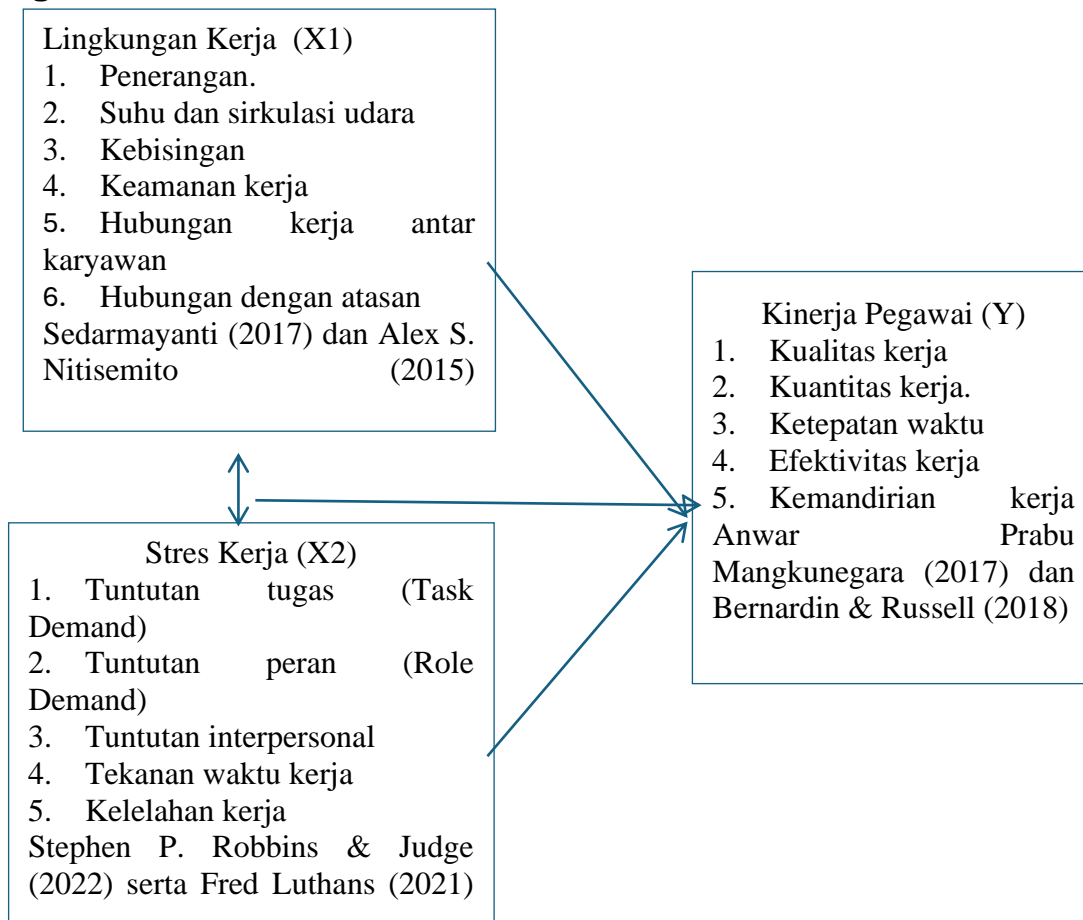 Lingkungan Kerja (X1)
1. Penerangan.
2. Suhu dan sirkulasi udara
3. Kebisingan
4. Keamanan kerja
5. Hubungan kerja antar
karyawan
6. Hubungan dengan atasan
Sedarmayanti (2017) dan Alex S.
Nitisemito (2015)
Kinerja Pegawai (Y)
1. Kualitas kerja
2. Kuantitas kerja.
3. Ketepatan waktu
4. Efektivitas kerja
5. Kemandirian kerja
Anwar Prabu
Mangkunegara (2017) dan
Bernardin & Russell (2018)
Stres Kerja (X2)
1. Tuntutan tugas (Task
Demand)
2. Tuntutan peran (Role
Demand)
3. Tuntutan interpersonal
4. Tekanan waktu kerja
5. Kelelahan kerja
Stephen P. Robbins & Judge
(2022) serta Fred Luthans (2021)